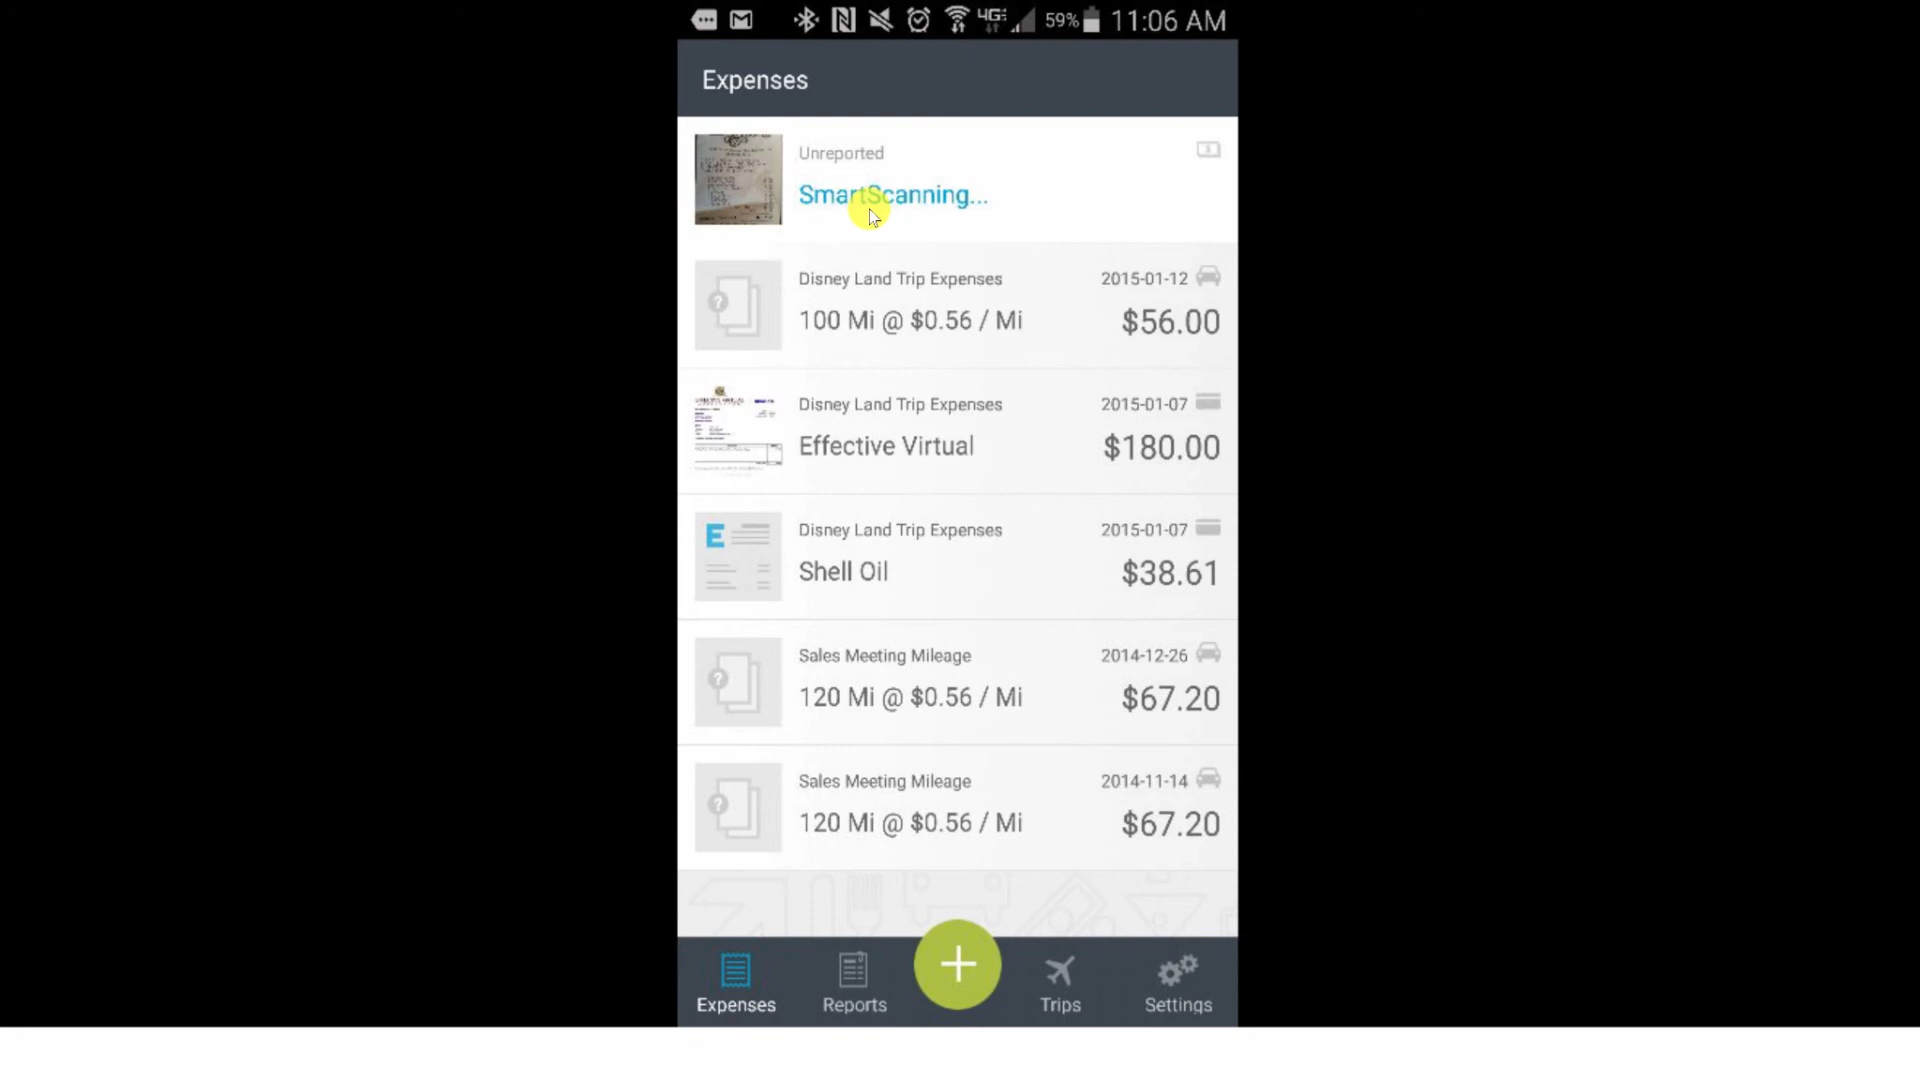 4G 59% 11:06 AM
Expenses
Unreported
SmartScanning...
Disney Land Trip Expenses 2015-01-12
100 Mi @ $0.56 / Mi $56.00
Disney Land Trip Expenses 2015-01-07
Effective Virtual $180.00
Disney Land Trip Expenses 2015-01-07
E
Shell Oil $38.61
Sales Meeting Mileage 2014-12-26
120 Mi @ $0.56 / Mi $67.20
Sales Meeting Mileage 2014-11-14
120 Mi @ $0.56 / Mi $67.20
Expenses Reports + Trips Settings